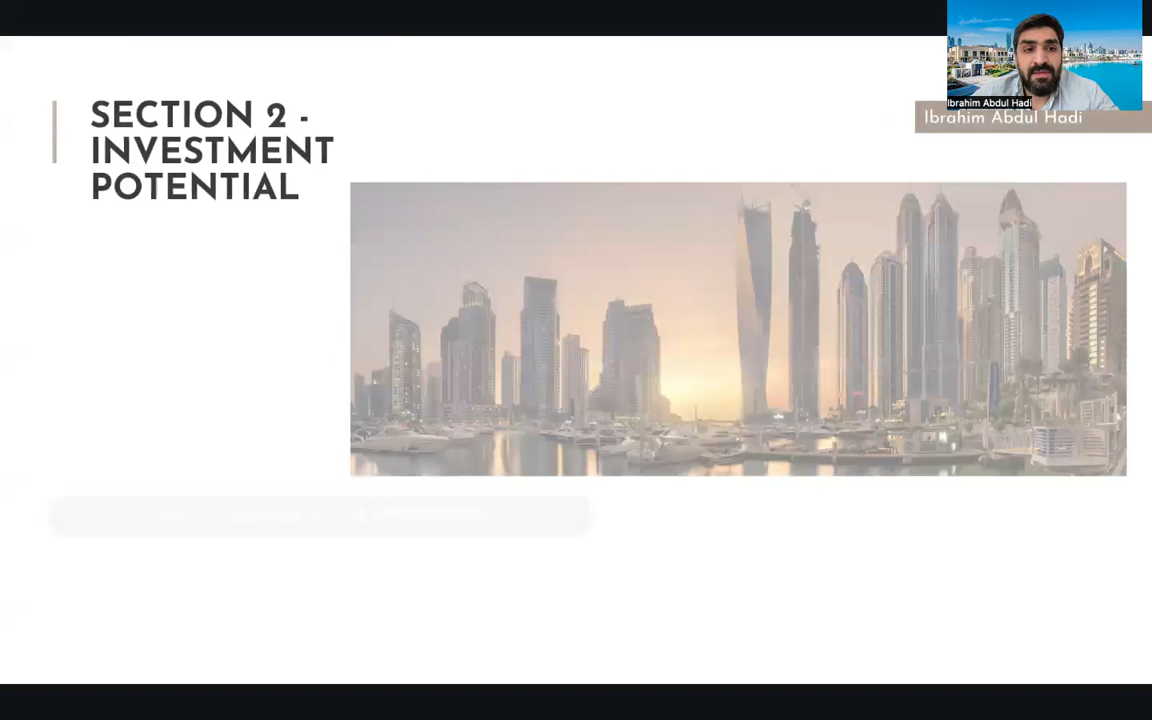 SECTION 2 -
INVESTMENT
POTENTIAL
Ibrahim Abdul Hadi
Ibrahim Abdul Hadi